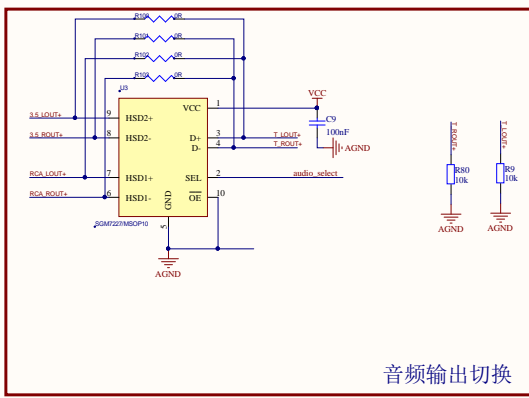 R100 0R
R101 0R
R102 0R
R103 0R
U3
VCC
VCC 1
C9
100nF
3.5_LOUT+ 9 HSD2+
3.5_ROUT+ 8 HSD2-
D+ 3 T_LOUT+
D- 4 T_ROUT+
AGND
RCA_LOUT+ 7 HSD1+
SEL 2 audio_select
RCA_ROUT+ 6 HSD1-
OE 10
GND
5
SGM7227/MSOP10
AGND
T_ROUT+
R80
10k
AGND
T_LOUT+
R9
10k
AGND
音频输出切换